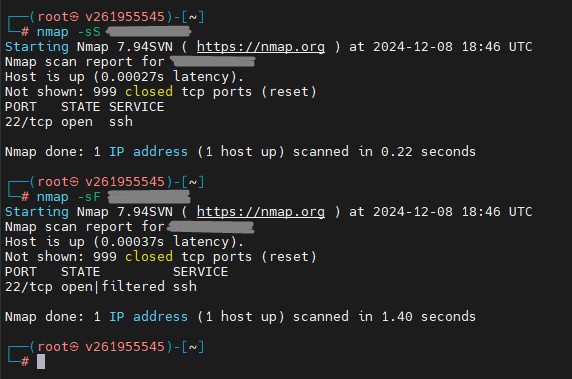 ┌──(root㉿ v261955545)-[~]
└─# nmap -sS
Starting Nmap 7.94SVN ( https://nmap.org ) at 2024-12-08 18:46 UTC
Nmap scan report for
Host is up (0.00027s latency).
Not shown: 999 closed tcp ports (reset)
PORT   STATE SERVICE
22/tcp open  ssh
Nmap done: 1 IP address (1 host up) scanned in 0.22 seconds
┌──(root㉿ v261955545)-[~]
└─# nmap -sF
Starting Nmap 7.94SVN ( https://nmap.org ) at 2024-12-08 18:46 UTC
Nmap scan report for
Host is up (0.00037s latency).
Not shown: 999 closed tcp ports (reset)
PORT   STATE         SERVICE
22/tcp open|filtered ssh
Nmap done: 1 IP address (1 host up) scanned in 1.40 seconds
┌──(root㉿ v261955545)-[~]
└─#